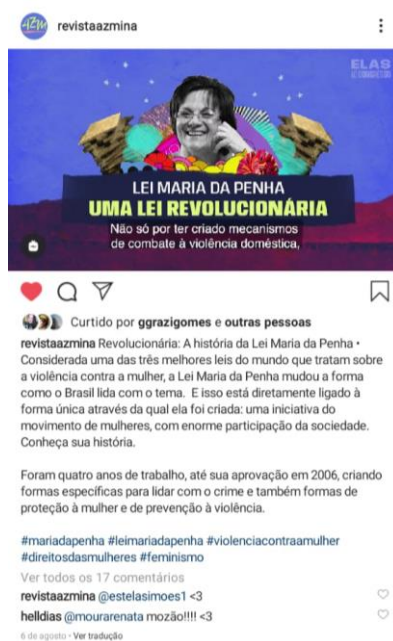 AZM
revistaazmina
ELAS
LEI MARIA DA PENHA
UMA LEI REVOLUCIONÁRIA
Não só por ter criado mecanismos
de combate à violência doméstica,
Curtido por ggrazigomes e outras pessoas
revistaazmina Revolucionária: A história da Lei Maria da Penha •
Considerada uma das três melhores leis do mundo que tratam sobre
a violência contra a mulher, a Lei Maria da Penha mudou a forma
como o Brasil lida com o tema. E isso está diretamente ligado à
forma única através da qual ela foi criada: uma iniciativa do
movimento de mulheres, com enorme participação da sociedade.
Conheça sua história.
Foram quatro anos de trabalho, até sua aprovação em 2006, criando
formas específicas para lidar com o crime e também formas de
proteção à mulher e de prevenção à violência.
#mariadapenha #leimariadapenha #violenciacontraamulher
#direitosdasmulheres #feminismo
Ver todos os 17 comentários
revistaazmina @estelasimoes1 <3
helldias @mourarenata mozão!!!! <3
6 de agosto • Ver tradução